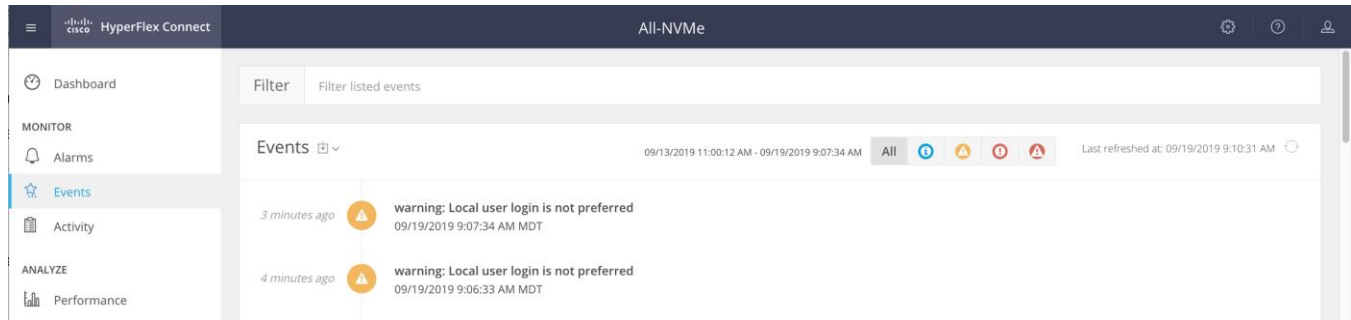 cisco HyperFlex Connect
All-NVMe
Dashboard
Filter Filter listed events
MONITOR
Alarms
Events
Activity
ANALYZE
Performance
Events
09/13/2019 11:00:12 AM - 09/19/2019 9:07:34 AM All
Last refreshed at: 09/19/2019 9:10:31 AM
3 minutes ago
warning: Local user login is not preferred
09/19/2019 9:07:34 AM MDT
4 minutes ago
warning: Local user login is not preferred
09/19/2019 9:06:33 AM MDT